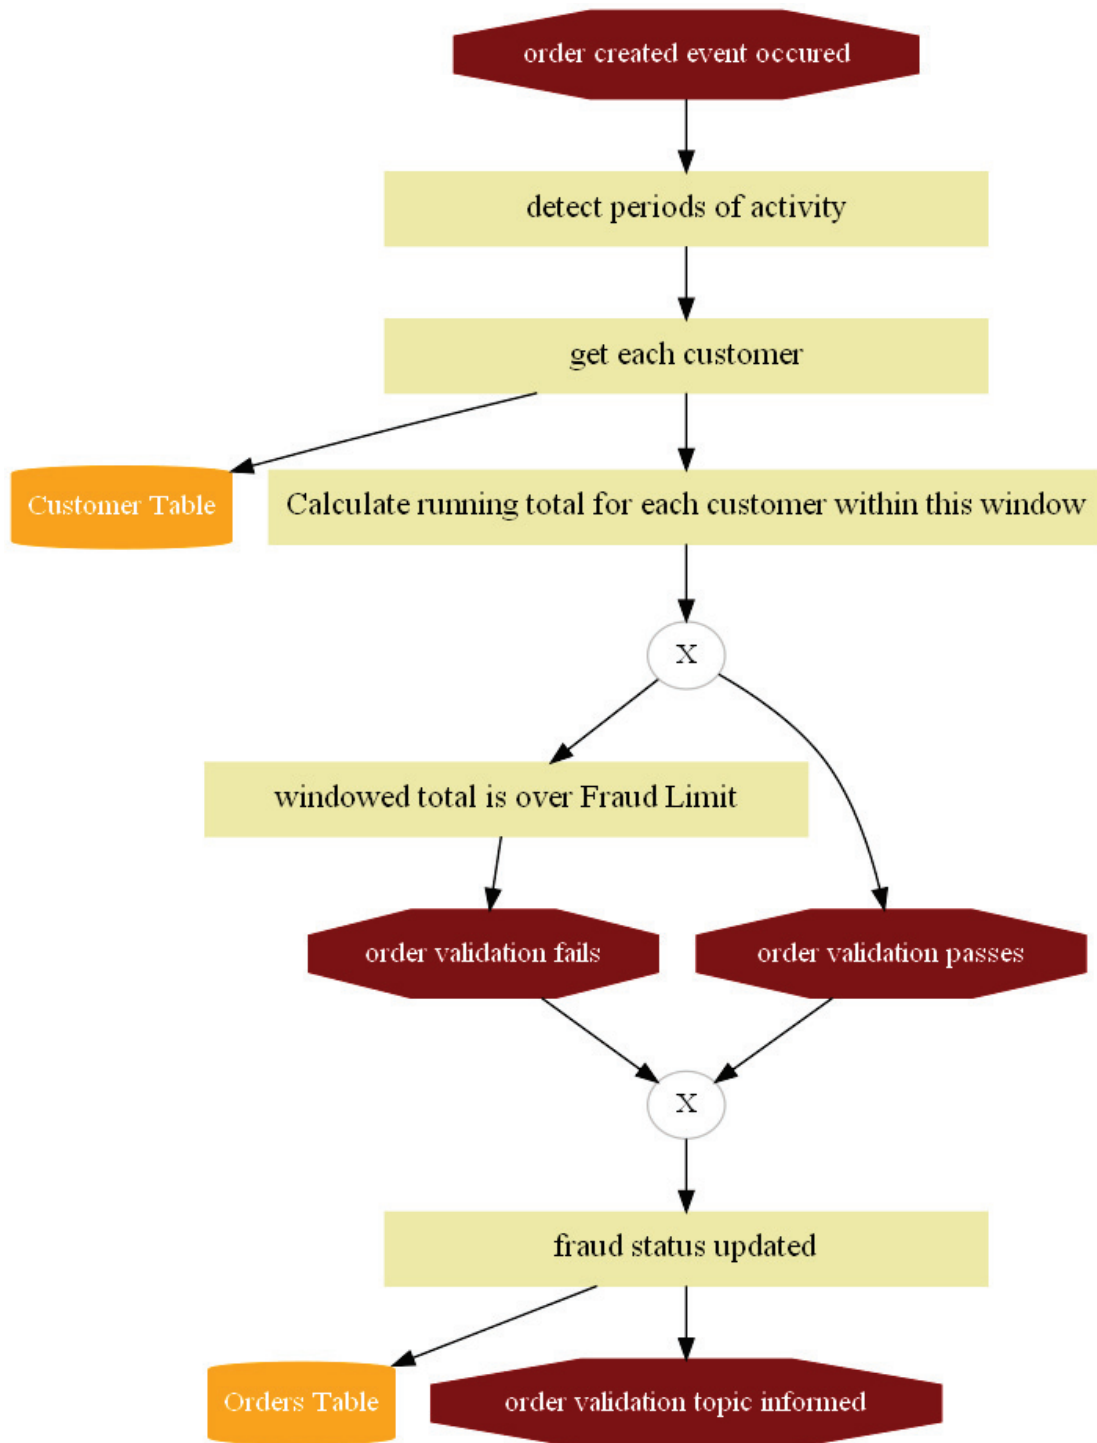 order created event occured
detect periods of activity
get each customer
Customer Table
Calculate running total for each customer within this window
X
windowed total is over Fraud Limit
order validation fails
order validation passes
X
fraud status updated
Orders Table
order validation topic informed